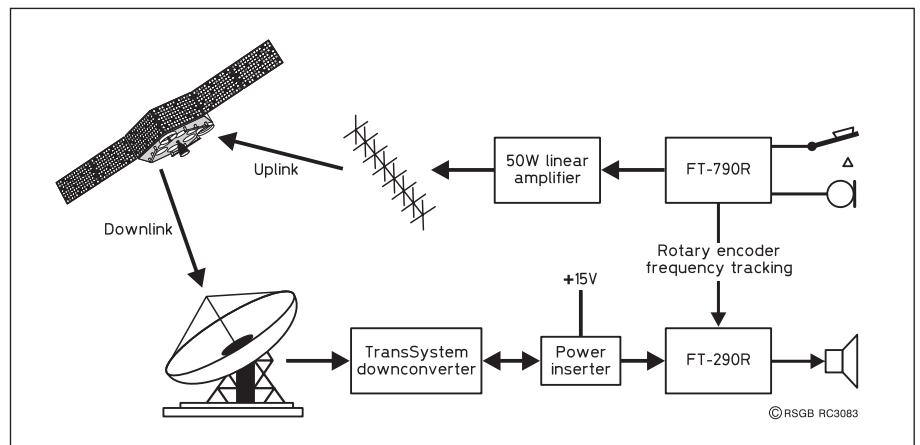 Uplink
50W linear
amplifier
FT-790R
Downlink
Rotary encoder
frequency tracking
+15V
TransSystem
downconverter
Power
inserter
FT-290R
©RSGB RC3083